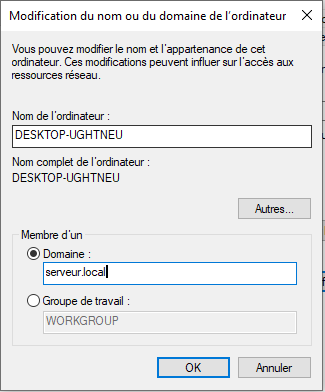 Modification du nom ou du domaine de l'ordinateur
Vous pouvez modifier le nom et l'appartenance de cet
ordinateur. Ces modifications peuvent influer sur l'accès aux
ressources réseau.
Nom de l'ordinateur :
DESKTOP-UGHTNEU
Nom complet de l'ordinateur :
DESKTOP-UGHTNEU
Autres...
Membre d'un
Domaine :
serveur.local
Groupe de travail :
WORKGROUP
OK
Annuler